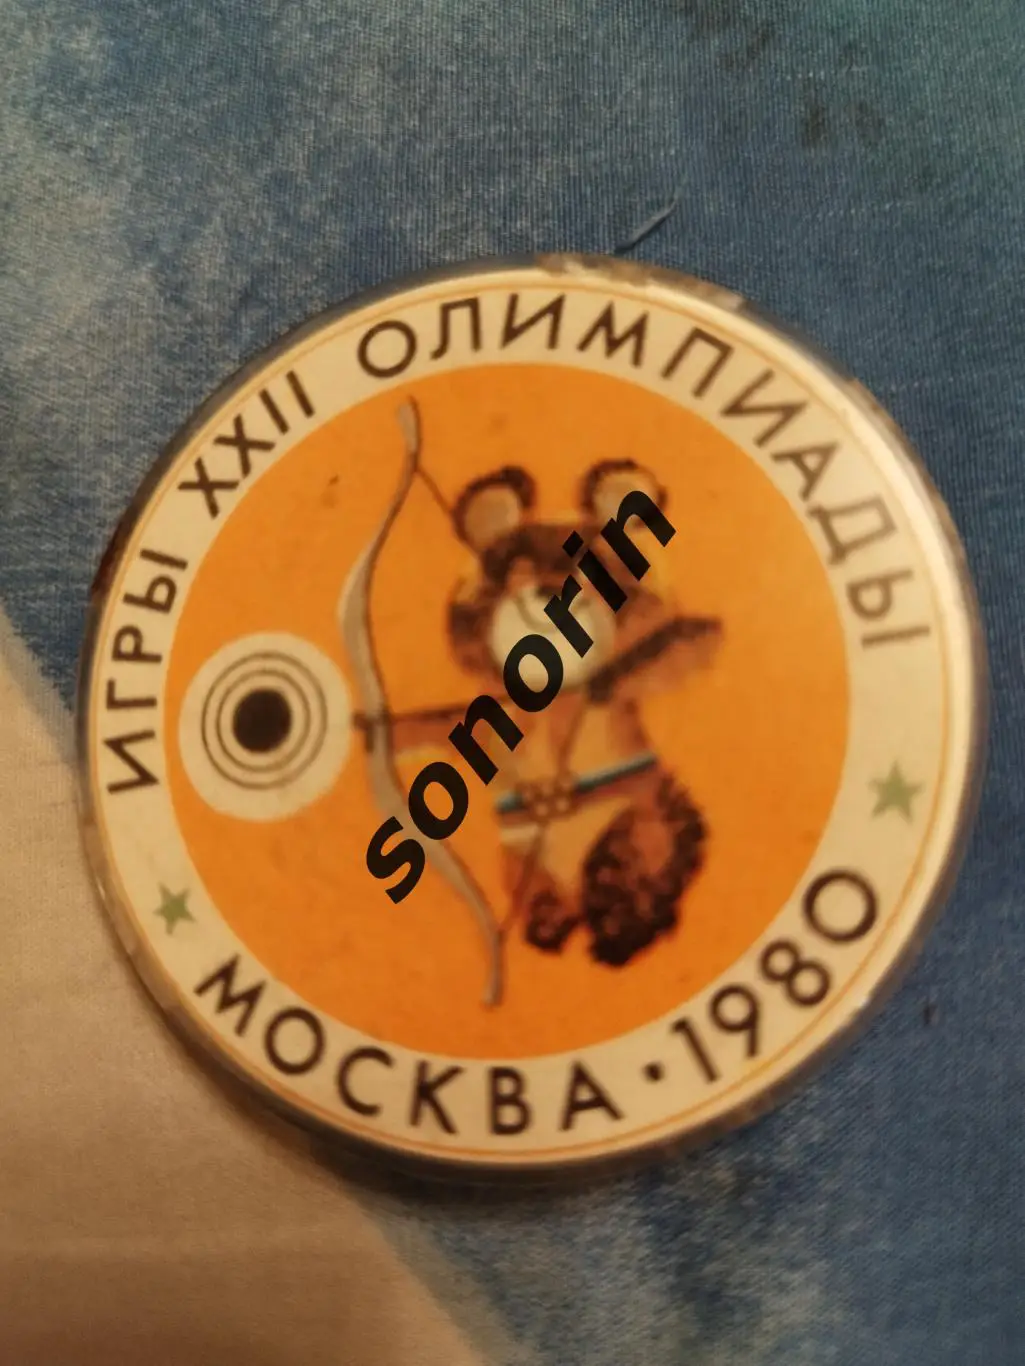 ИГРЫ XXII ОЛИМПИАДЫ
МОСКВА · 1980
sonorin